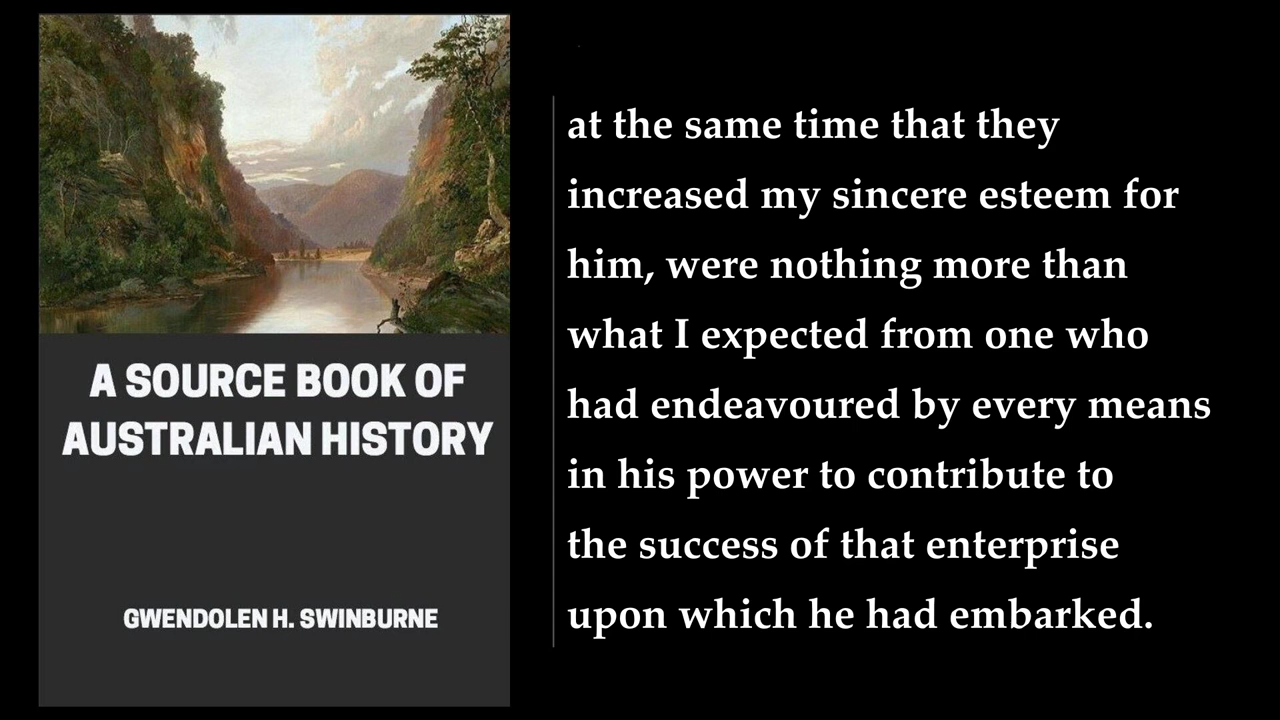 A SOURCE BOOK OF
AUSTRALIAN HISTORY
GWENDOLEN H. SWINBURNE
at the same time that they
increased my sincere esteem for
him, were nothing more than
what I expected from one who
had endeavoured by every means
in his power to contribute to
the success of that enterprise
upon which he had embarked.